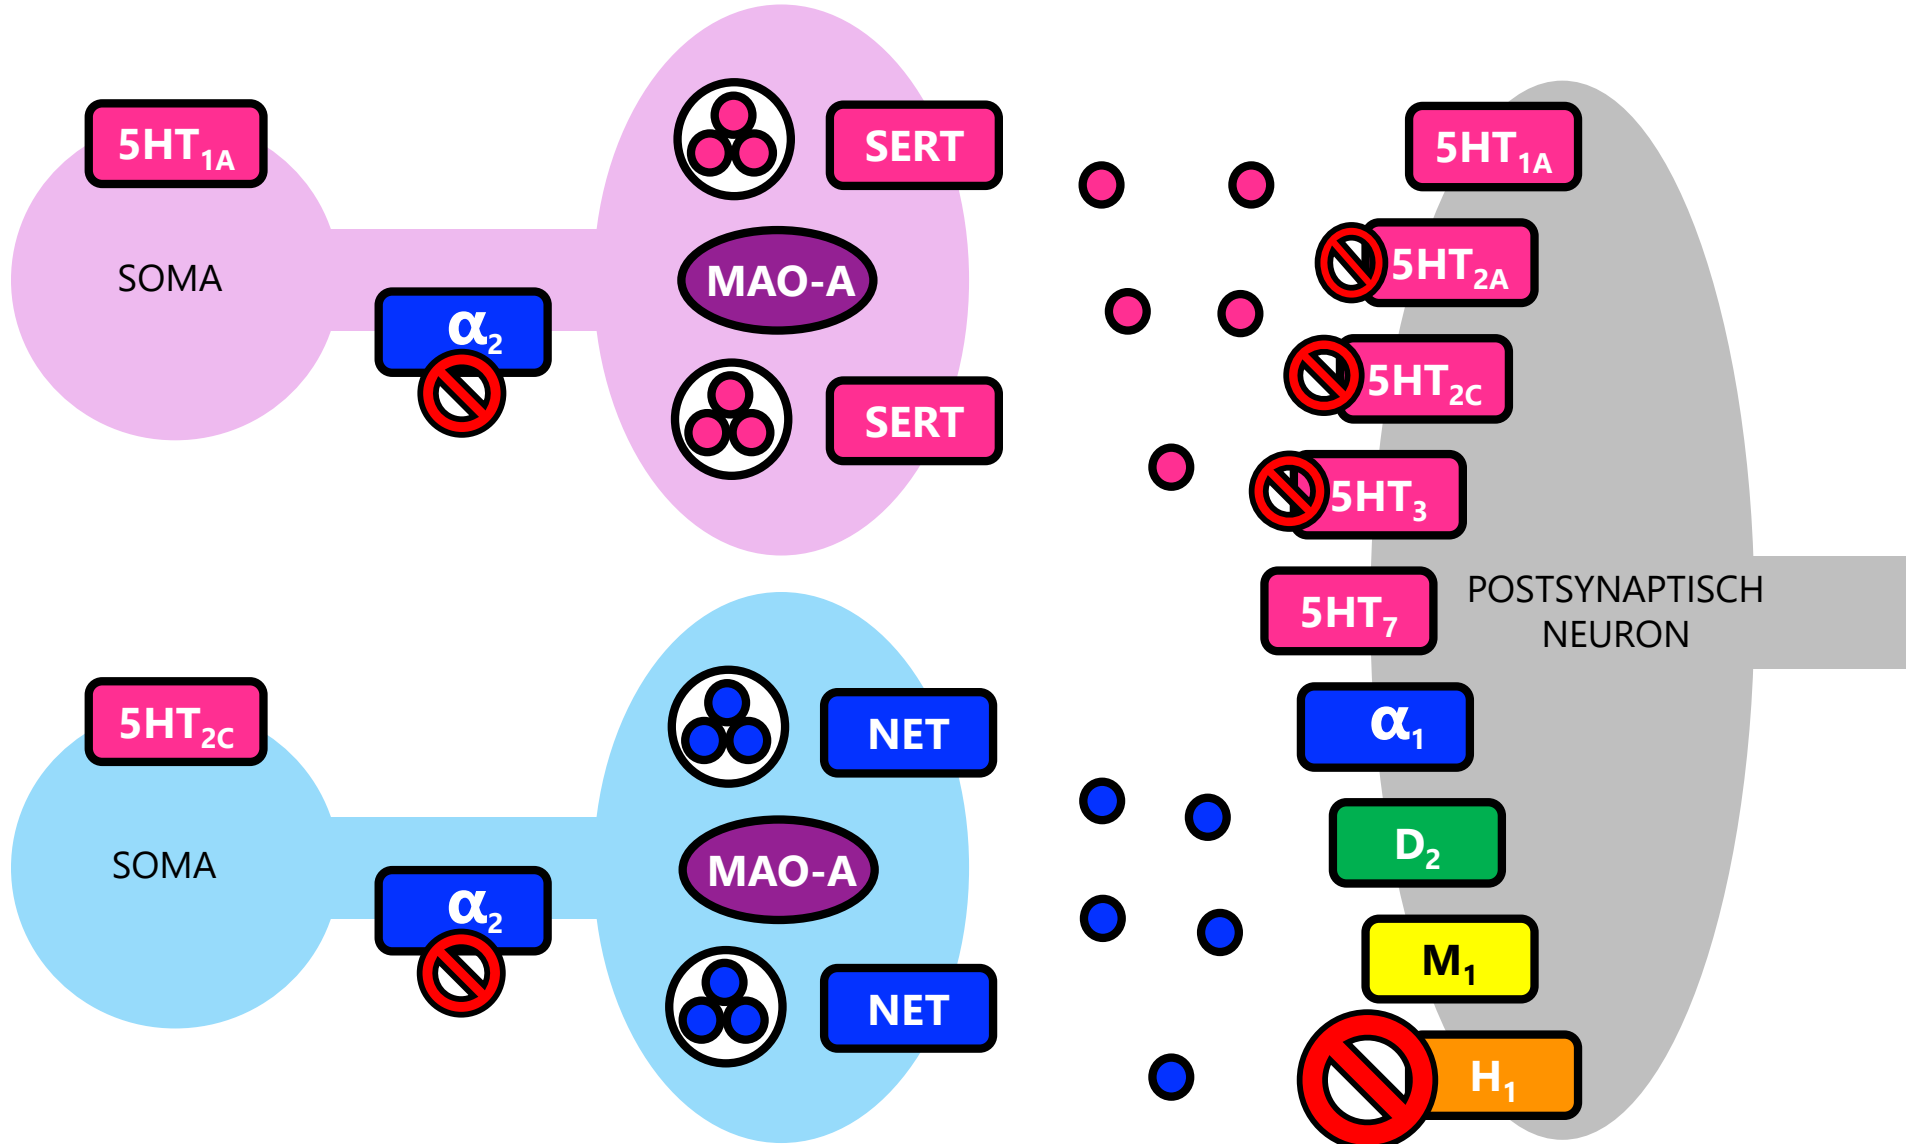 5HT1A
SOMA
α2
SERT
MAO-A
SERT
5HT2C
SOMA
α2
NET
MAO-A
NET
5HT1A
5HT2A
5HT2C
5HT3
5HT7
POSTSYNAPTISCH
NEURON
α1
D2
M1
H1